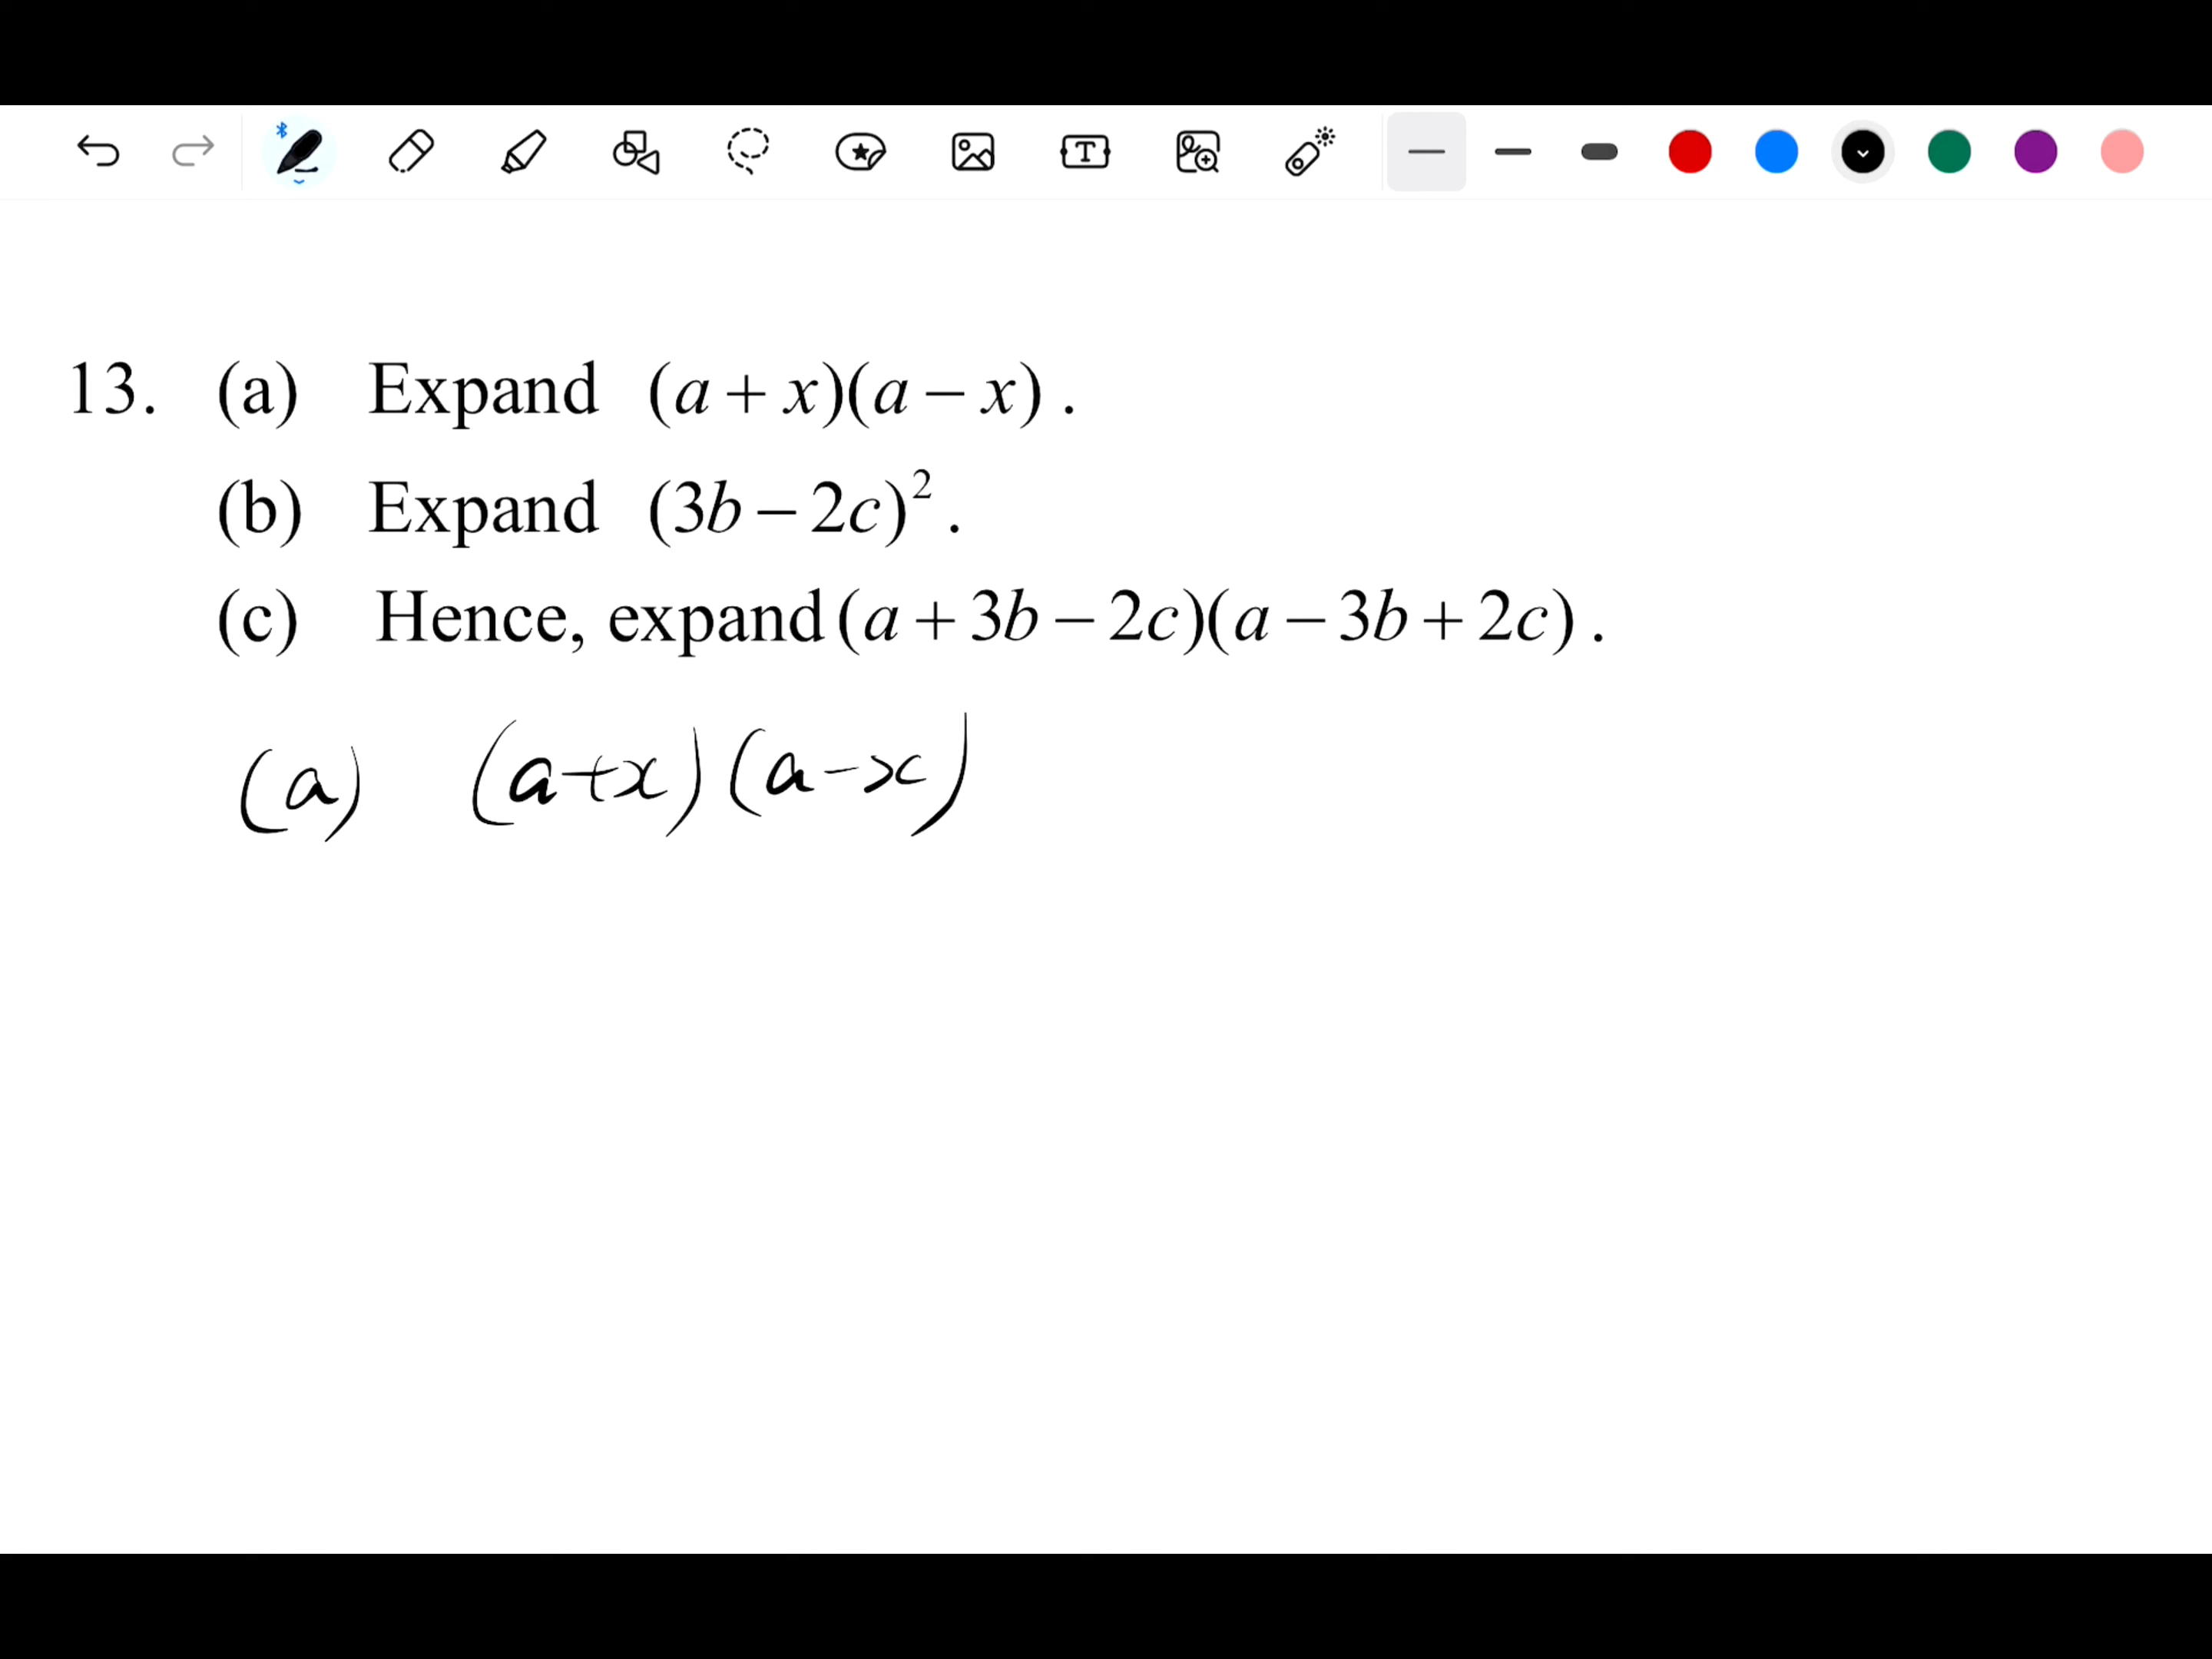 13. (a) Expand (a + x)(a − x) .
(b) Expand (3b − 2c)² .
(c) Hence, expand (a + 3b − 2c)(a − 3b + 2c) .
(a) (a+x)(a−x)